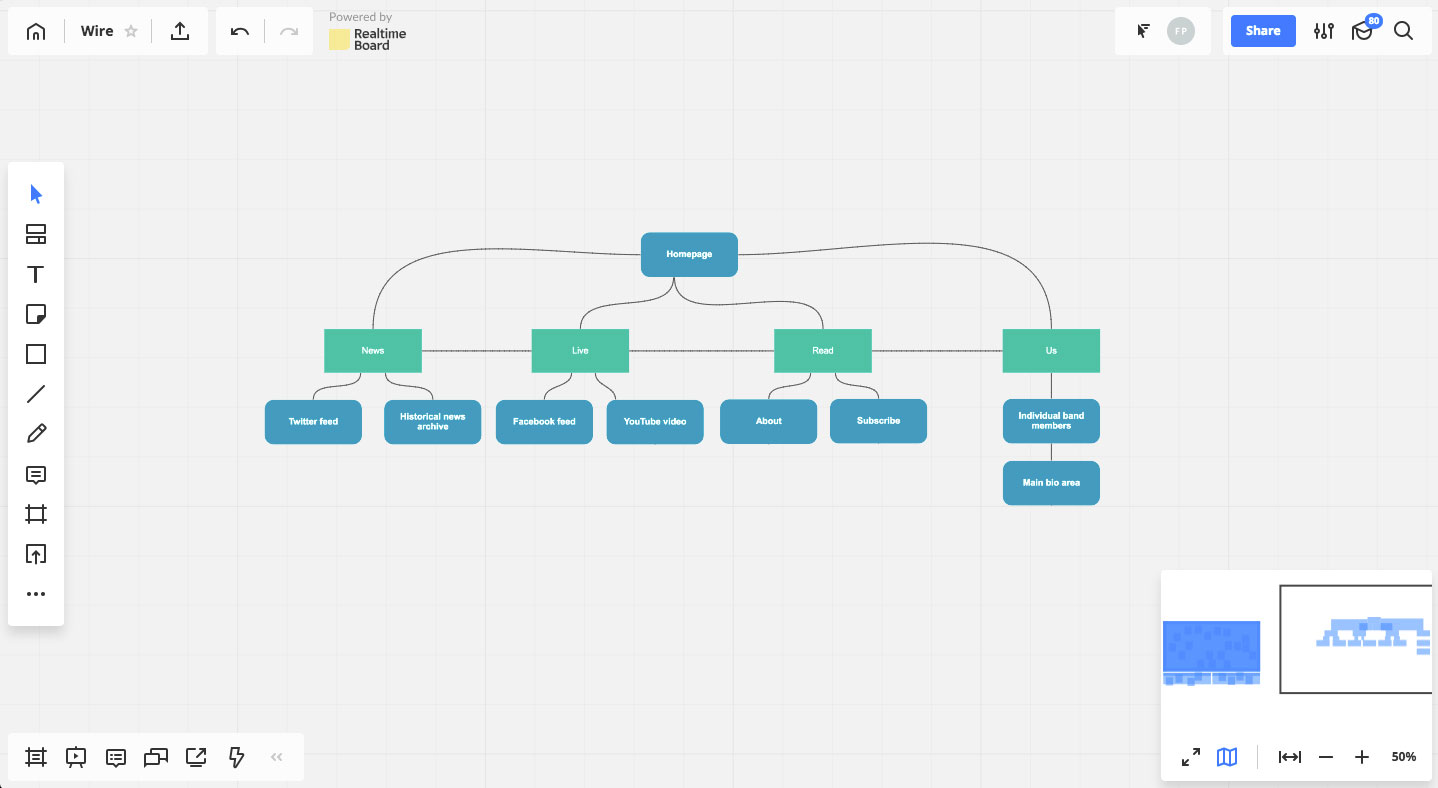 Wire
Powered by
Realtime
Board
FP
Share
80
Homepage
News
Live
Read
Us
Twitter feed
Historical news
archive
Facebook feed
YouTube video
About
Subscribe
Individual band
members
Main bio area
50%